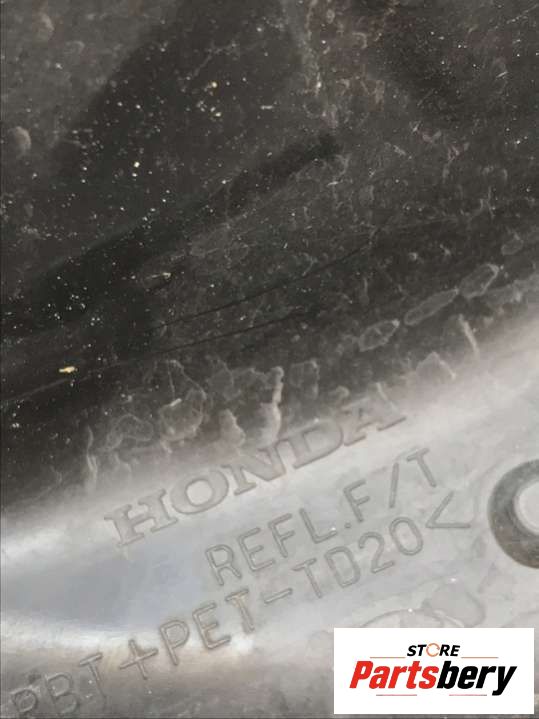 HONDA
REFL.F/T
PBT+PET-TD20<
STORE
Partsbery